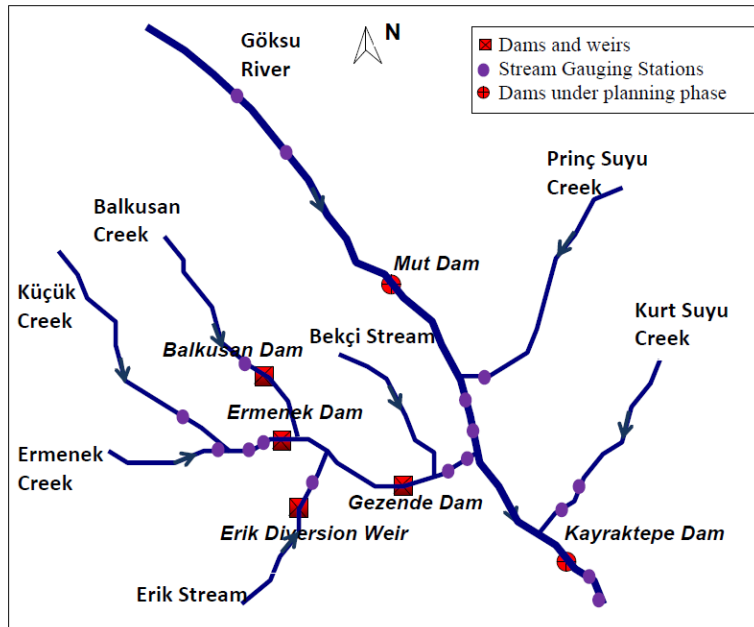 Göksu
River
N
Dams and weirs
Stream Gauging Stations
Dams under planning phase
Prinç Suyu
Creek
Balkusan
Creek
Mut Dam
Küçük
Creek
Kurt Suyu
Creek
Bekçi Stream
Balkusan Dam
Ermenek Dam
Ermenek
Creek
Gezende Dam
Erik Diversion Weir
Kayraktepe Dam
Erik Stream